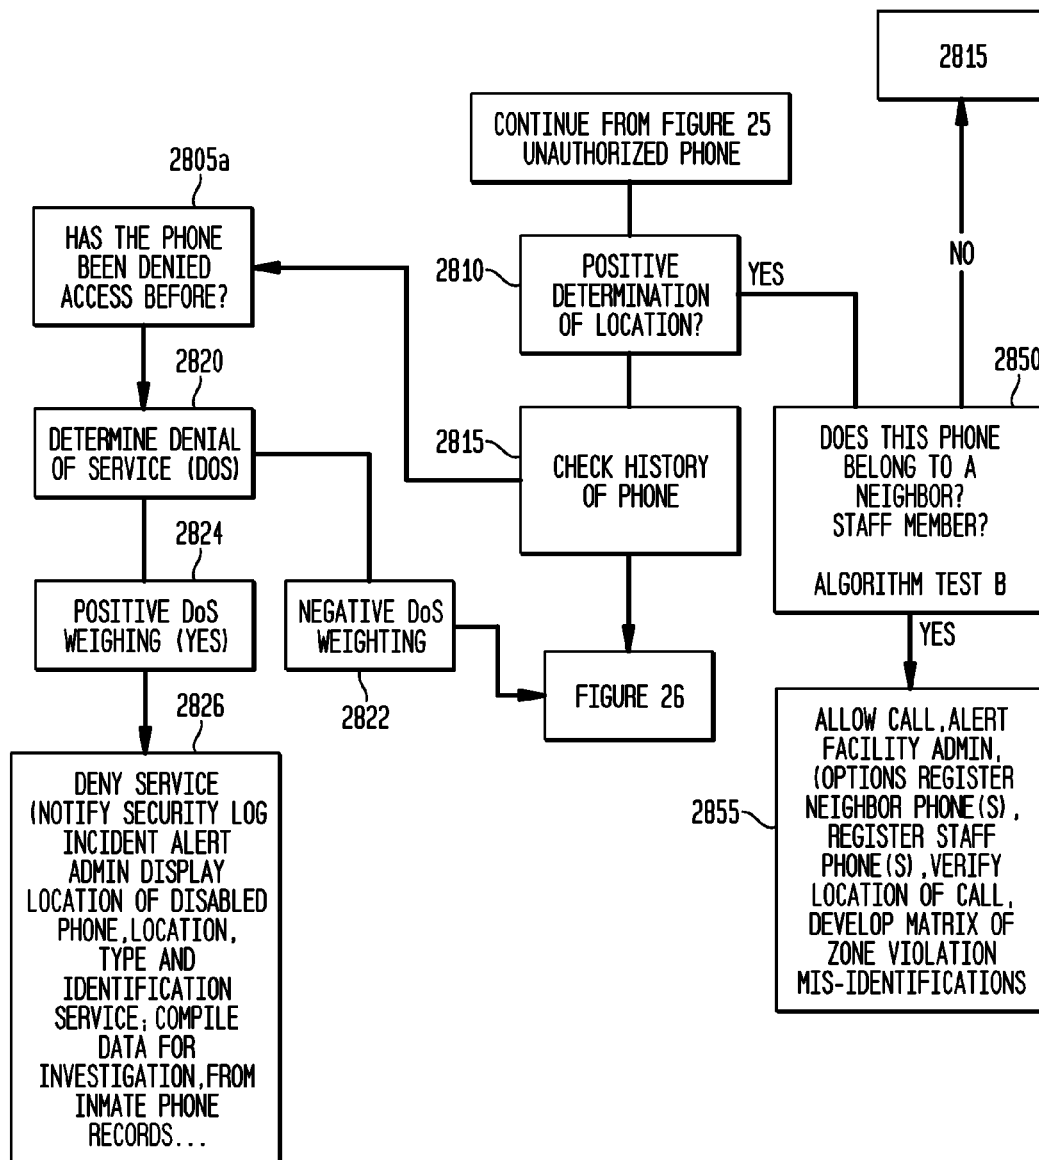 2815
CONTINUE FROM FIGURE 25
UNAUTHORIZED PHONE
2805a
HAS THE PHONE
BEEN DENIED
ACCESS BEFORE?
2810
POSITIVE
DETERMINATION
OF LOCATION?
YES
NO
2820
DETERMINE DENIAL
OF SERVICE (DOS)
2815
CHECK HISTORY
OF PHONE
2850
DOES THIS PHONE
BELONG TO A
NEIGHBOR?
STAFF MEMBER?
ALGORITHM TEST B
2824
POSITIVE DoS
WEIGHING (YES)
NEGATIVE DoS
WEIGHTING
2822
FIGURE 26
YES
2826
DENY SERVICE
(NOTIFY SECURITY LOG
INCIDENT ALERT
ADMIN DISPLAY
LOCATION OF DISABLED
PHONE,LOCATION,
TYPE AND
IDENTIFICATION
SERVICE; COMPILE
DATA FOR
INVESTIGATION,FROM
INMATE PHONE
RECORDS...
2855
ALLOW CALL,ALERT
FACILITY ADMIN,
(OPTIONS REGISTER
NEIGHBOR PHONE(S),
REGISTER STAFF
PHONE(S),VERIFY
LOCATION OF CALL,
DEVELOP MATRIX OF
ZONE VIOLATION
MIS-IDENTIFICATIONS